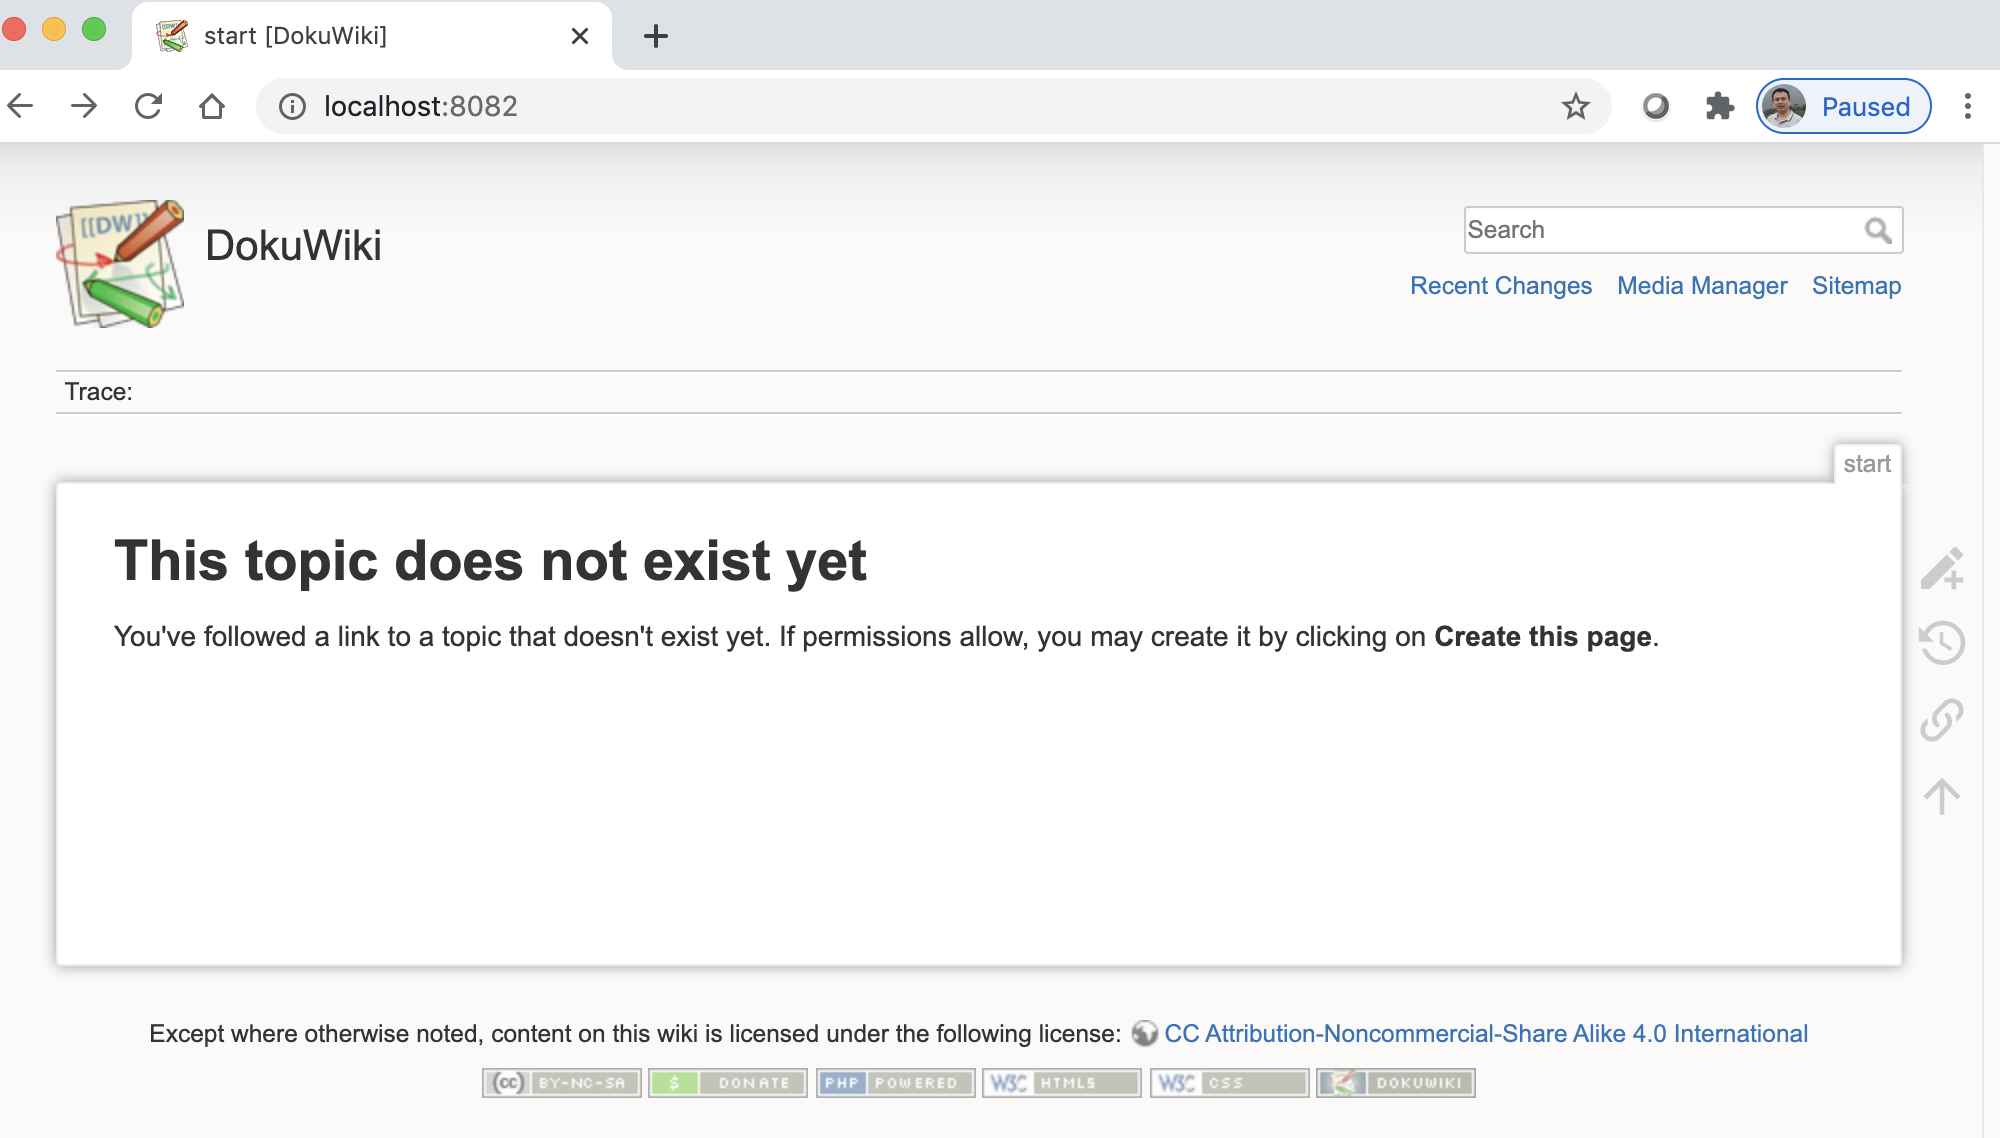 start [DokuWiki]
localhost:8082
Paused
[[DW]]
DokuWiki
Search
Recent Changes Media Manager Sitemap
Trace:
start
This topic does not exist yet
You've followed a link to a topic that doesn't exist yet. If permissions allow, you may create it by clicking on Create this page.
Except where otherwise noted, content on this wiki is licensed under the following license: CC Attribution-Noncommercial-Share Alike 4.0 International
(cc) BY-NC-SA $ DONATE PHP POWERED W3C HTML5 W3C CSS DOKUWIKI